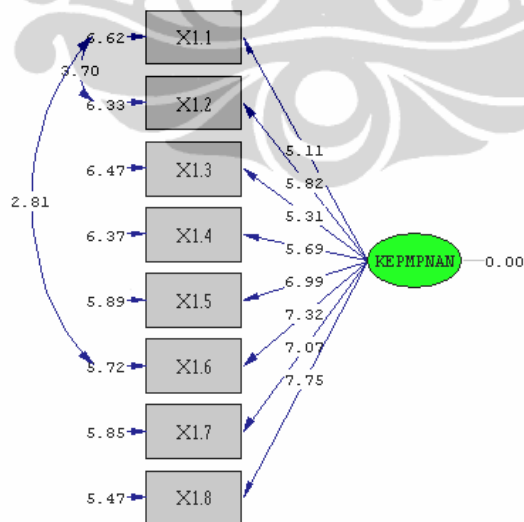 6.62 X1.1
3.70
6.33 X1.2
5.11
5.82
6.47 X1.3
5.31
2.81
6.37 X1.4
5.69
KEPMPNAN 0.00
6.99
5.89 X1.5
7.32
7.07
5.72 X1.6
7.75
5.85 X1.7
5.47 X1.8